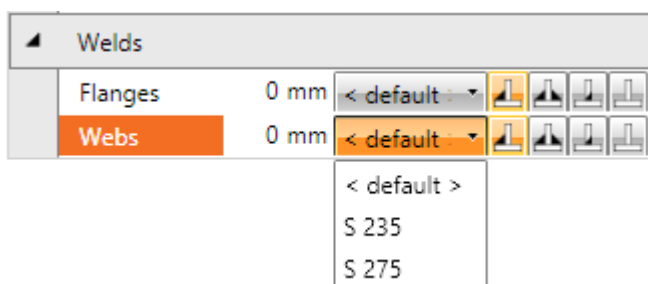 Welds
Flanges 0 mm < default
Webs 0 mm < default
< default >
S 235
S 275